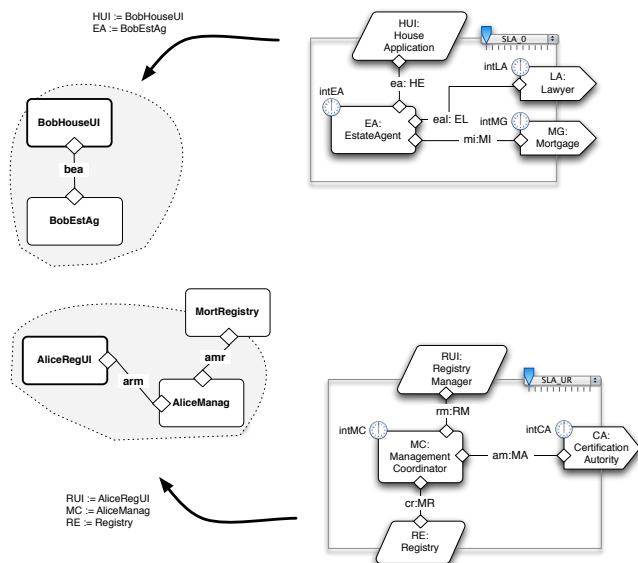 HUI := BobHouseUI
EA := BobEstAg
BobHouseUI
bea
BobEstAg
HUI:
House
Application
SLA_0
intLA
LA:
Lawyer
ea: HE
intEA
EA:
EstateAgent
eal: EL
intMG
MG:
Mortgage
mi:MI
MortRegistry
AliceRegUI
amr
arm
AliceManag
RUI:
Registry
Manager
SLA_UR
rm:RM
intMC
MC:
Management
Coordinator
am:MA
intCA
CA:
Certification
Autority
cr:MR
RE:
Registry
RUI := AliceRegUI
MC := AliceManag
RE := Registry